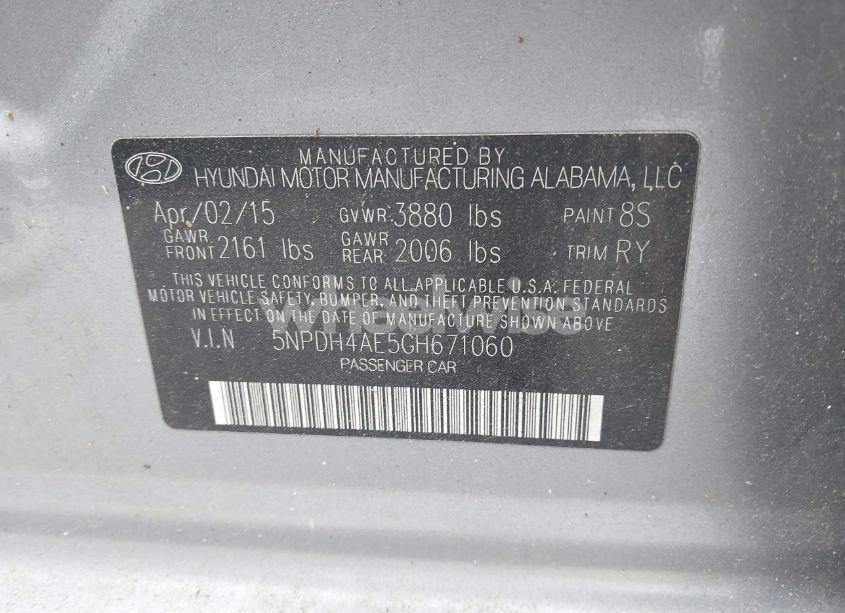 MANUFACTURED BY
HYUNDAI MOTOR MANUFACTURING ALABAMA, LLC
Apr/02/15 GVWR: 3880 lbs PAINT 8S
GAWR FRONT 2161 lbs GAWR REAR 2006 lbs TRIM RY
THIS VEHICLE CONFORMS TO ALL APPLICABLE U.S.A. FEDERAL
MOTOR VEHICLE SAFETY, BUMPER, AND THEFT PREVENTION STANDARDS
IN EFFECT ON THE DATE OF MANUFACTURE SHOWN ABOVE
wheelwise
V.I.N 5NPDH4AE5GH671060
PASSENGER CAR